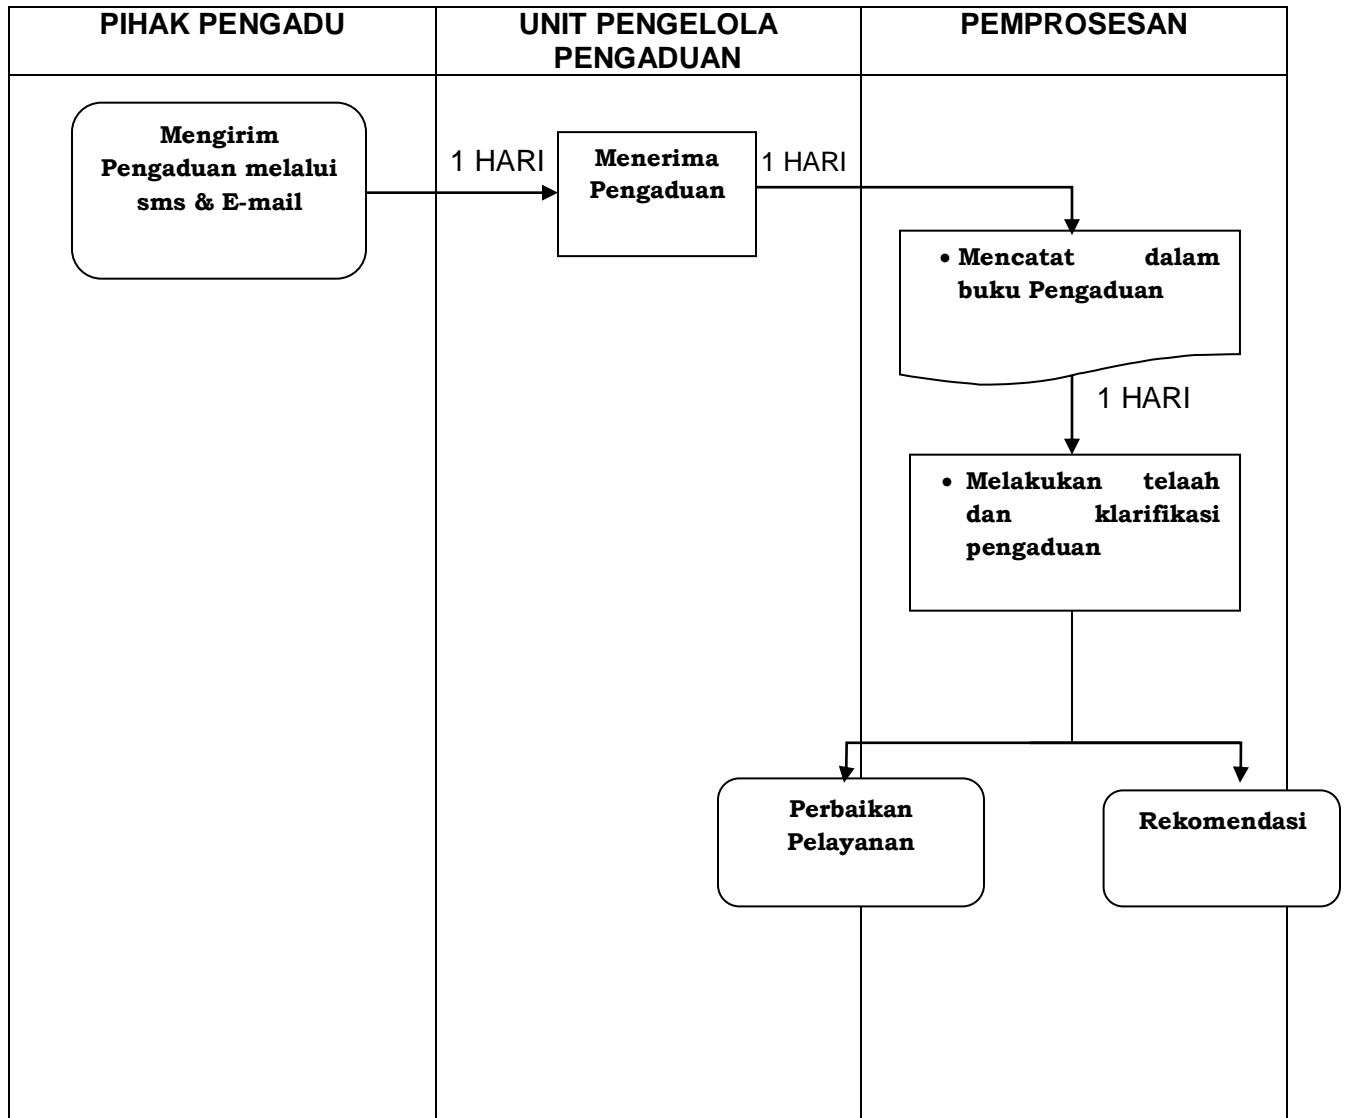 PIHAK PENGADU
UNIT PENGELOLA
PENGADUAN
PEMPROSESAN
Mengirim
Pengaduan melalui
sms & E-mail
1 HARI
Menerima
Pengaduan
1 HARI
• Mencatat dalam
buku Pengaduan
1 HARI
• Melakukan telaah
dan klarifikasi
pengaduan
Perbaikan
Pelayanan
Rekomendasi